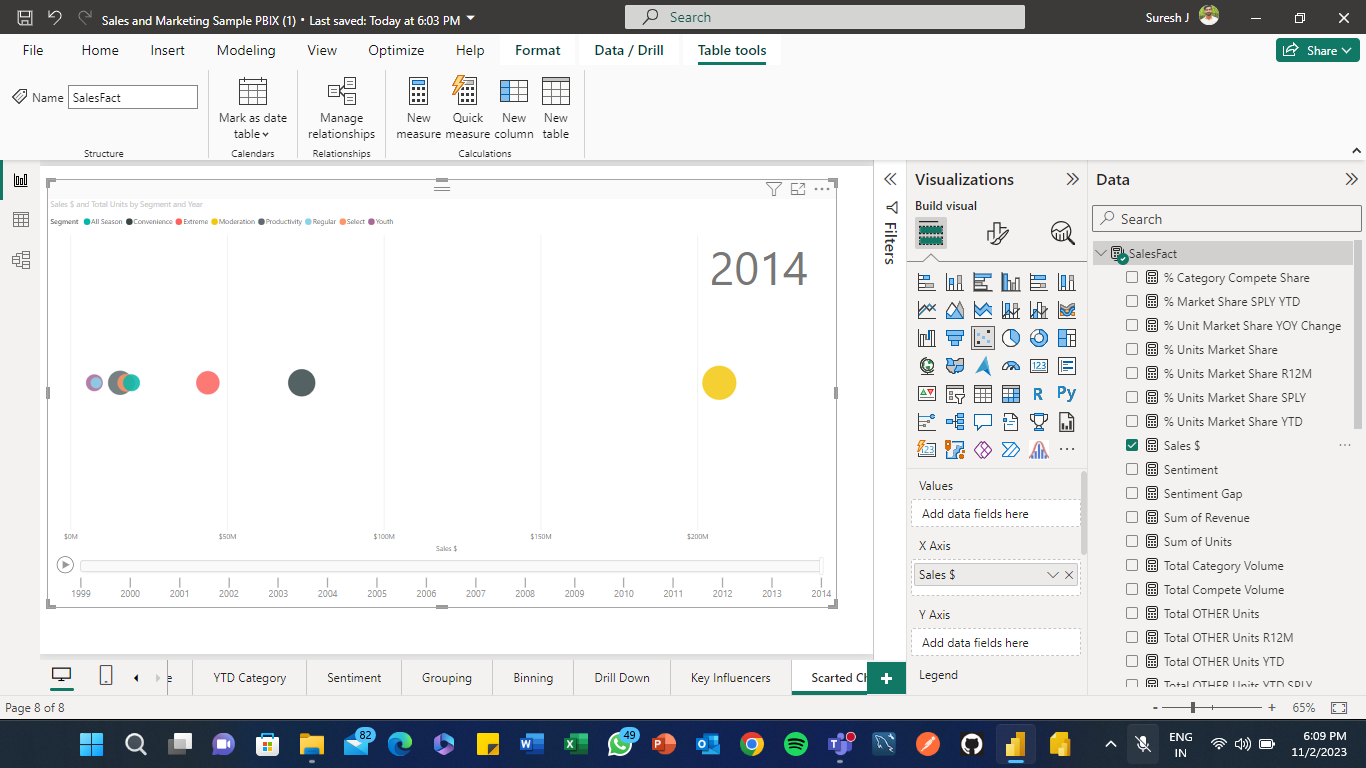 Sales and Marketing Sample PBIX (1) • Last saved: Today at 6:03 PM
Search
Suresh J
File Home Insert Modeling View Optimize Help Format Data / Drill Table tools
Share
Name SalesFact
Mark as date table
Manage relationships
New measure
Quick measure
New column
New table
Structure Calendars Relationships Calculations
Sales $ and Total Units by Segment and Year
Segment All Season Convenience Extreme Moderation Productivity Regular Select Youth
2014
$0M $50M $100M $150M $200M
Sales $
1999 2000 2001 2002 2003 2004 2005 2006 2007 2008 2009 2010 2011 2012 2013 2014
Filters
Visualizations
Build visual
123
R Py
123
Values
Add data fields here
X Axis
Sales $
Y Axis
Add data fields here
Legend
Data
Search
SalesFact
% Category Compete Share
% Market Share SPLY YTD
% Unit Market Share YOY Change
% Units Market Share
% Units Market Share R12M
% Units Market Share SPLY
% Units Market Share YTD
Sales $
Sentiment
Sentiment Gap
Sum of Revenue
Sum of Units
Total Category Volume
Total Compete Volume
Total OTHER Units
Total OTHER Units R12M
Total OTHER Units YTD
Total OTHER Units YTD SPLY
e YTD Category Sentiment Grouping Binning Drill Down Key Influencers Scarted Ch
Page 8 of 8
- + 65%
82
49
ENG
IN
6:09 PM
11/2/2023